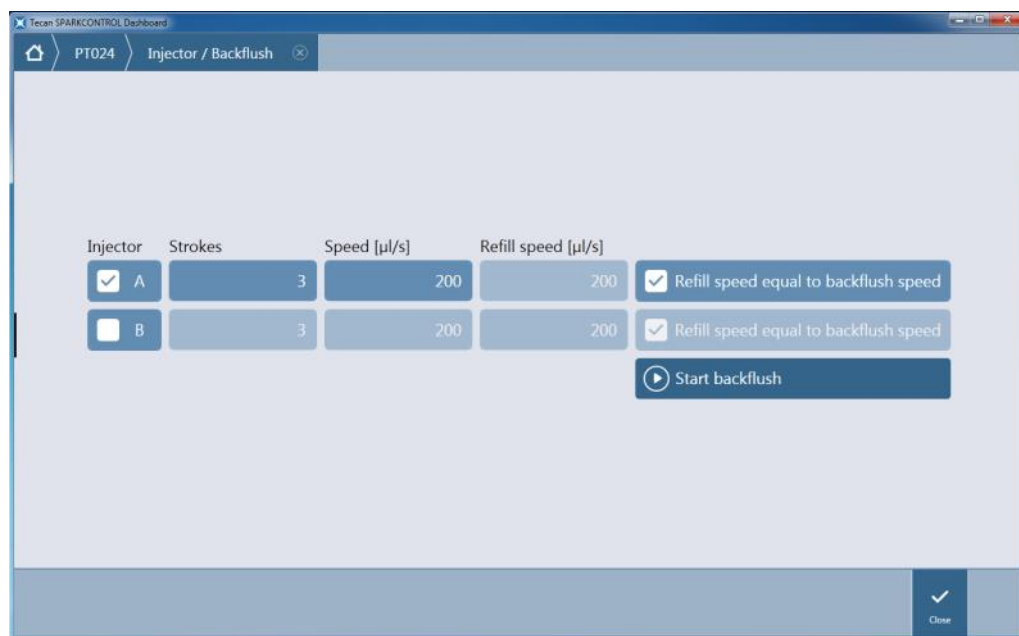 Tecan SPARKCONTROL Dashboard
PT024 Injector / Backflush
Injector Strokes Speed [µl/s] Refill speed [µl/s]
A 3 200 200 Refill speed equal to backflush speed
B 3 200 200 Refill speed equal to backflush speed
Start backflush
Close